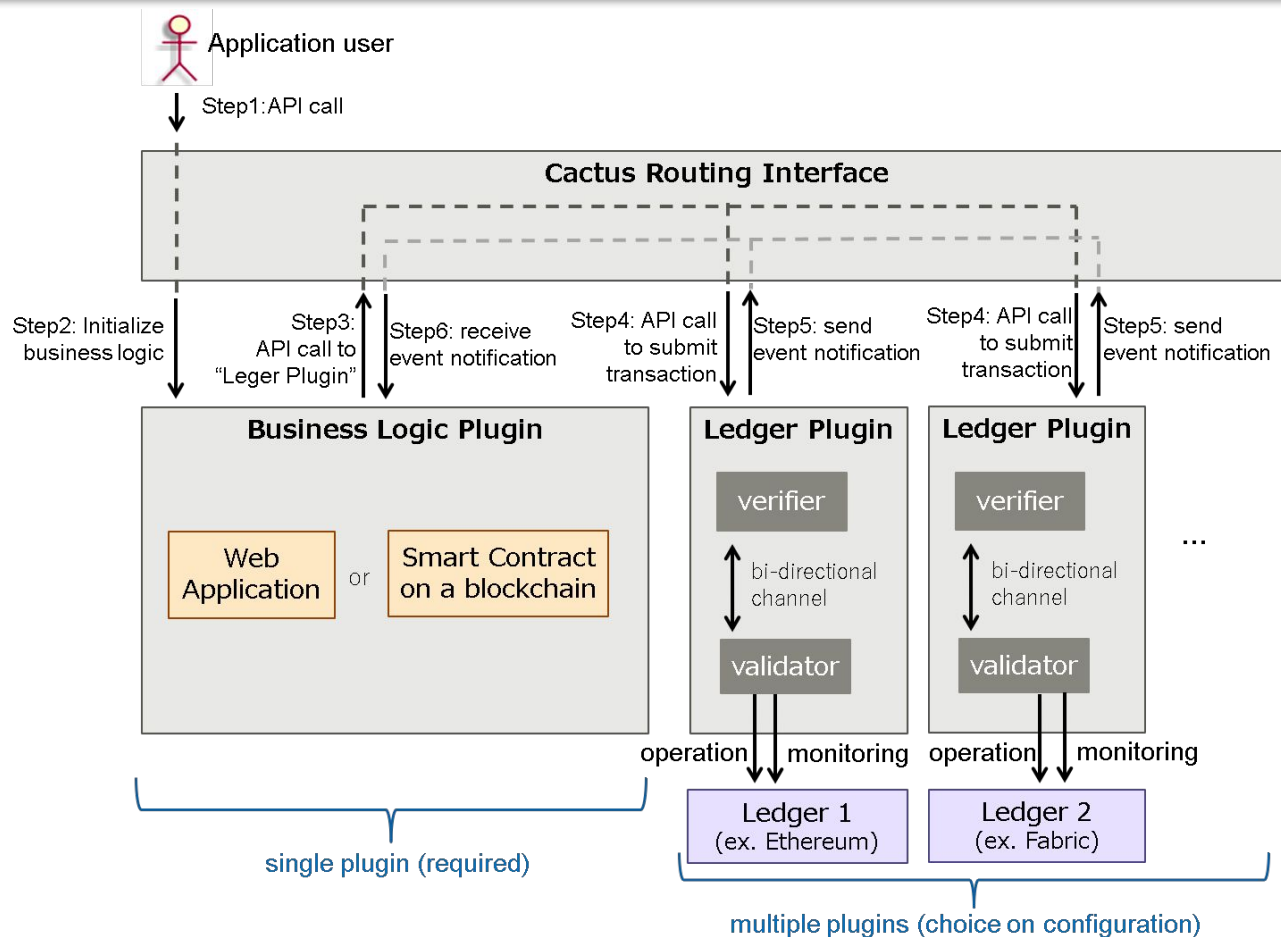 Application user
Step1:API call
Cactus Routing Interface
Step2: Initialize
business logic
Step3:
API call to
“Leger Plugin”
Step6: receive
event notification
Step4: API call
to submit
transaction
Step5: send
event notification
Step4: API call
to submit
transaction
Step5: send
event notification
Business Logic Plugin
Web
Application
or
Smart Contract
on a blockchain
Ledger Plugin
verifier
bi-directional
channel
validator
Ledger Plugin
verifier
bi-directional
channel
validator
...
operation
monitoring
operation
monitoring
Ledger 1
(ex. Ethereum)
Ledger 2
(ex. Fabric)
single plugin (required)
multiple plugins (choice on configuration)